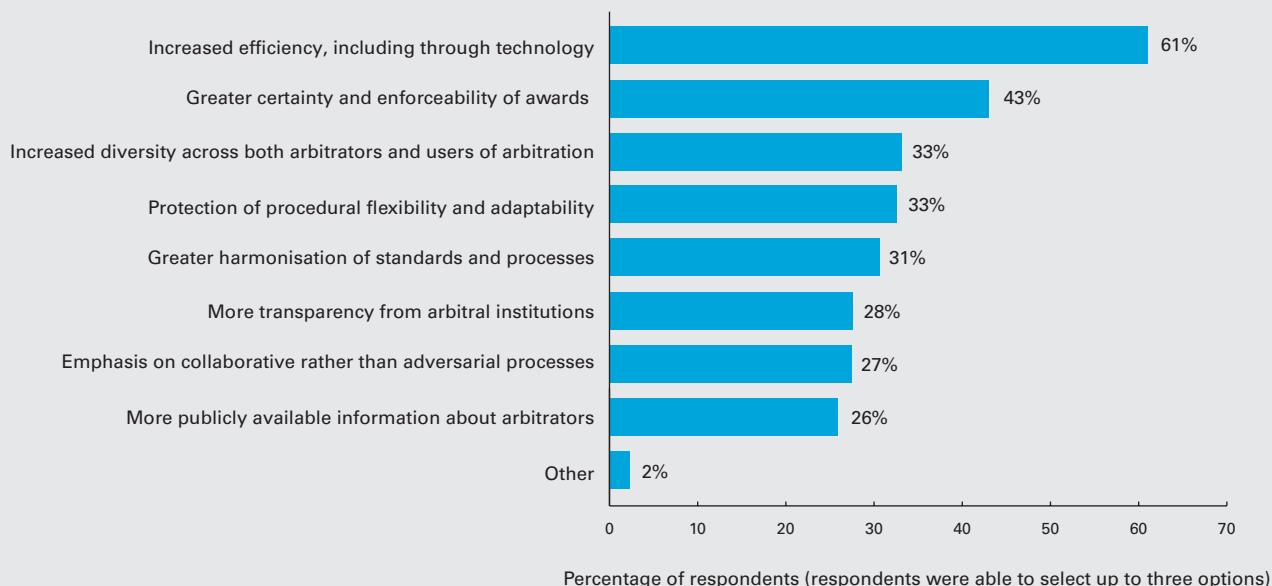 Increased efficiency, including through technology
61%
Greater certainty and enforceability of awards
43%
Increased diversity across both arbitrators and users of arbitration
33%
Protection of procedural flexibility and adaptability
33%
Greater harmonisation of standards and processes
31%
More transparency from arbitral institutions
28%
Emphasis on collaborative rather than adversarial processes
27%
More publicly available information about arbitrators
26%
Other
2%
0 10 20 30 40 50 60 70
Percentage of respondents (respondents were able to select up to three options)